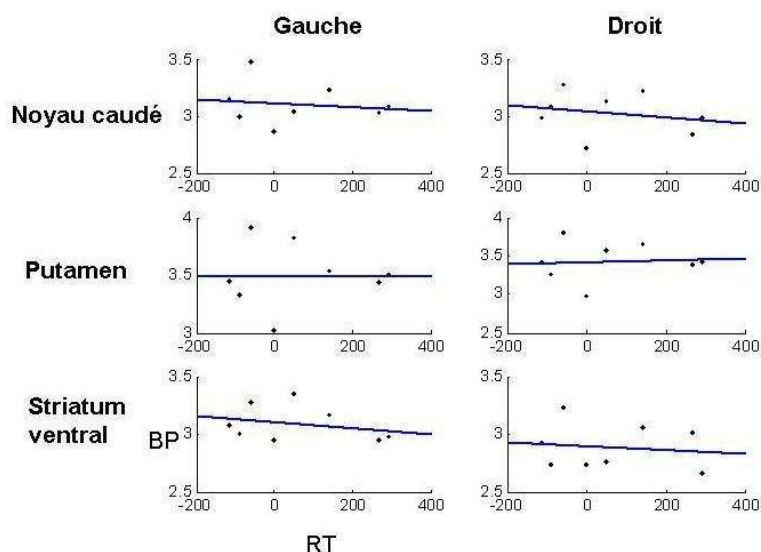 Gauche Droit
3.5 3.5
Noyau caudé 3 3
2.5 2.5
-200 0 200 400 -200 0 200 400
4 4
3.5
Putamen 3.5 3
3 2.5
-200 0 200 400 -200 0 200 400
3.5 3.5
Striatum
ventral BP 3 3
2.5 2.5
-200 0 200 400 -200 0 200 400
RT